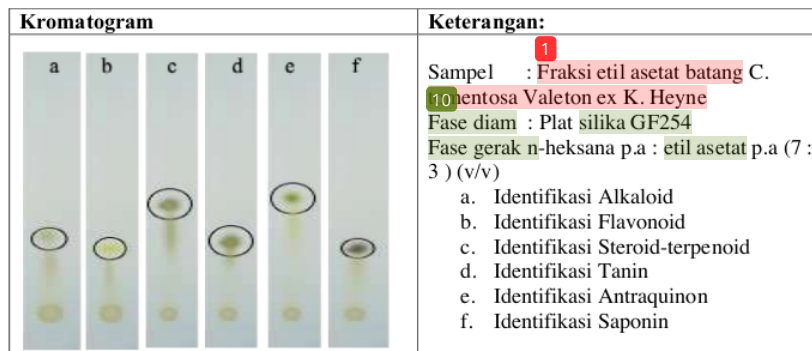 Kromatogram
Keterangan:
a b c d e f
1
Sampel : Fraksi etil asetat batang C.
10 mentosa Valeton ex K. Heyne
Fase diam : Plat silika GF254
Fase gerak n-heksana p.a : etil asetat p.a (7 :
3 ) (v/v)
a. Identifikasi Alkaloid
b. Identifikasi Flavonoid
c. Identifikasi Steroid-terpenoid
d. Identifikasi Tanin
e. Identifikasi Antraquinon
f. Identifikasi Saponin